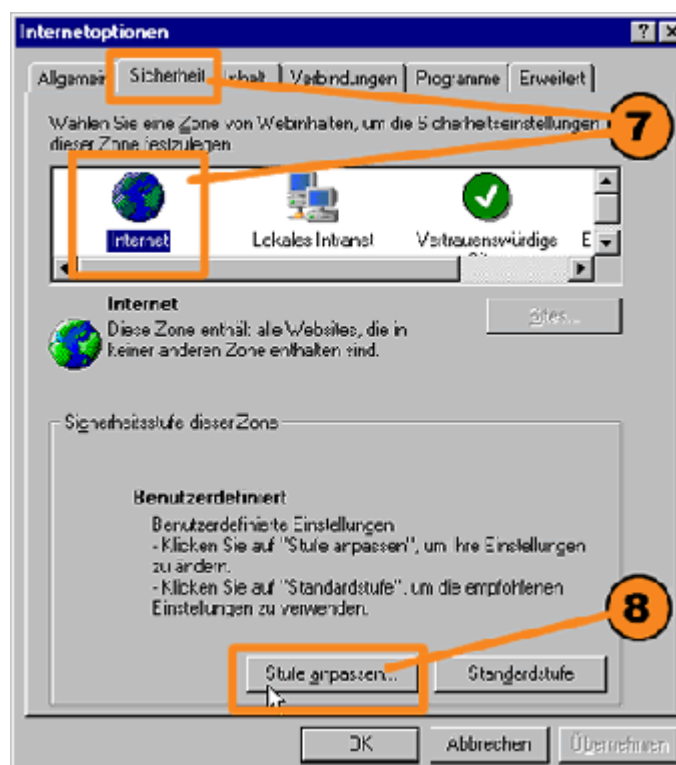 Internetoptionen
Allgemein Sicherheit Inhalt Verbindungen Programme Erweitert
Wählen Sie eine Zone von Webinhalten, um die Sicherheitseinstellungen
dieser Zone festzulegen
7
Internet Lokales Intranet Vertrauenswürdige E
Internet
Diese Zone enthält alle Websites, die in
keiner anderen Zone enthalten sind.
Sites...
Sicherheitsstufe dieser Zone
Benutzerdefiniert
Benutzerdefinierte Einstellungen
- Klicken Sie auf "Stufe anpassen", um Ihre Einstellungen
zu ändern.
- Klicken Sie auf "Standardstufe", um die empfohlenen
Einstellungen zu verwenden.
8
Stufe anpassen... Standardstufe
OK Abbrechen Übernehmen